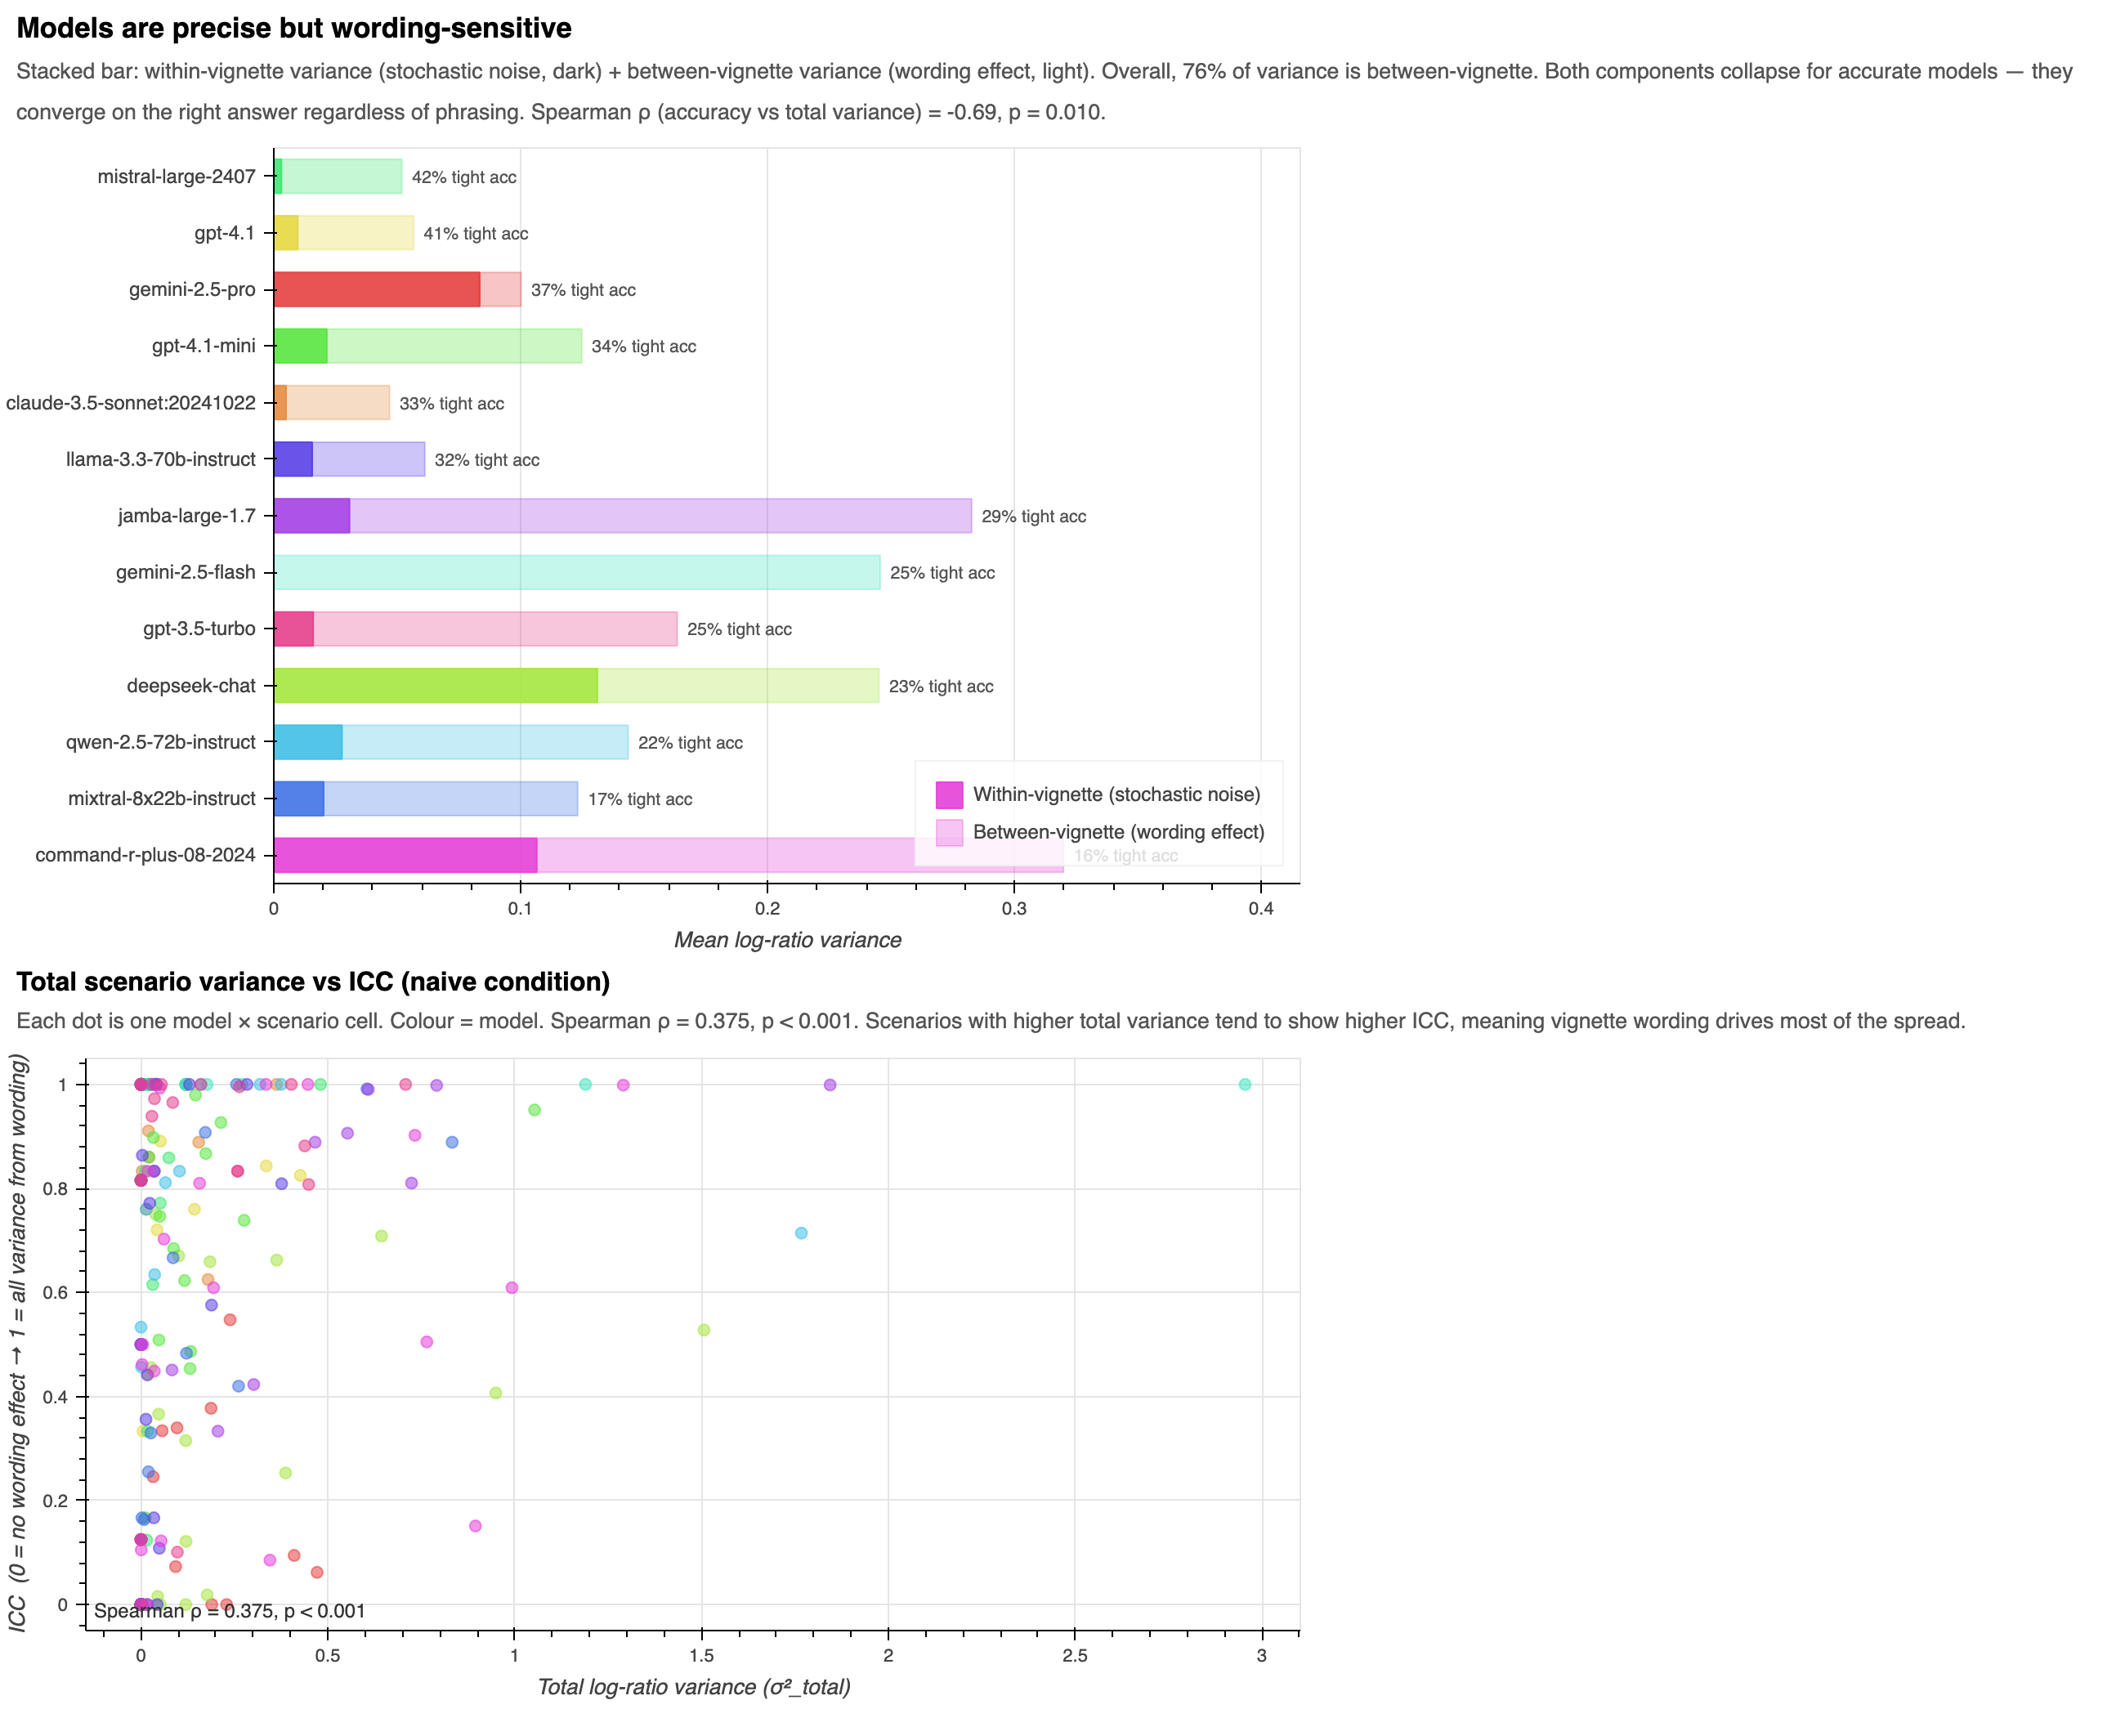 Models are precise but wording-sensitive
Stacked bar: within-vignette variance (stochastic noise, dark) + between-vignette variance (wording effect, light). Overall, 76% of variance is between-vignette. Both components collapse for accurate models — they
converge on the right answer regardless of phrasing. Spearman ρ (accuracy vs total variance) = -0.69, p = 0.010.
mistral-large-2407 42% tight acc
gpt-4.1 41% tight acc
gemini-2.5-pro 37% tight acc
gpt-4.1-mini 34% tight acc
claude-3.5-sonnet:20241022 33% tight acc
llama-3.3-70b-instruct 32% tight acc
jamba-large-1.7 29% tight acc
gemini-2.5-flash 25% tight acc
gpt-3.5-turbo 25% tight acc
deepseek-chat 23% tight acc
qwen-2.5-72b-instruct 22% tight acc
mixtral-8x22b-instruct 17% tight acc
Within-vignette (stochastic noise)
Between-vignette (wording effect)
command-r-plus-08-2024 16% tight acc
0 0.1 0.2 0.3 0.4
Mean log-ratio variance
Total scenario variance vs ICC (naive condition)
Each dot is one model × scenario cell. Colour = model. Spearman ρ = 0.375, p < 0.001. Scenarios with higher total variance tend to show higher ICC, meaning vignette wording drives most of the spread.
ICC (0 = no wording effect → 1 = all variance from wording)
1
0.8
0.6
0.4
0.2
0
Spearman ρ = 0.375, p < 0.001
0 0.5 1 1.5 2 2.5 3
Total log-ratio variance (σ²_total)